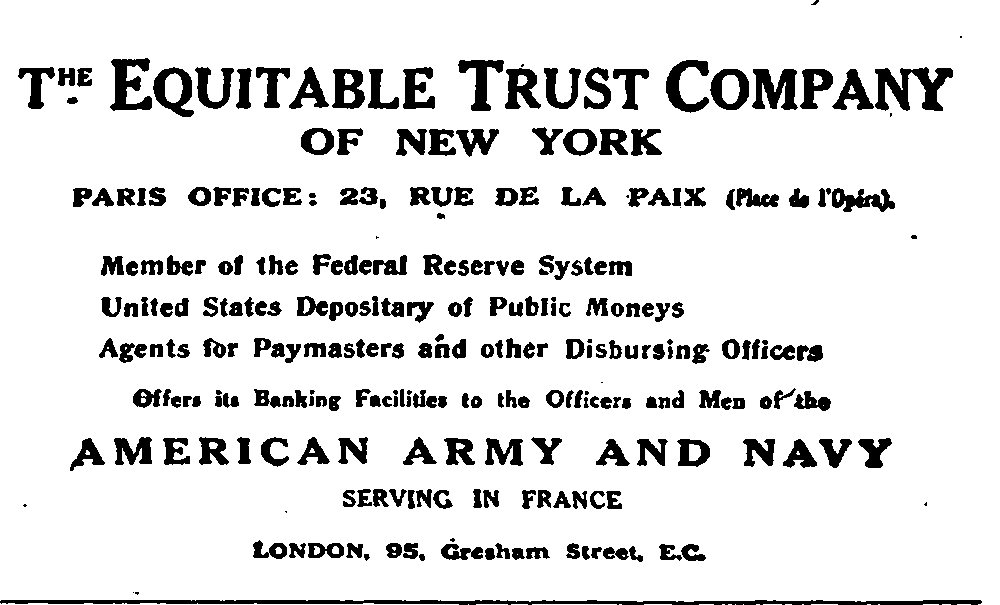 THE EQUITABLE TRUST COMPANY
OF NEW YORK
PARIS OFFICE: 23, RUE DE LA PAIX (Place de l'Opéra).
Member of the Federal Reserve System
United States Depositary of Public Moneys
Agents for Paymasters and other Disbursing Officers
Offers its Banking Facilities to the Officers and Men of the
AMERICAN ARMY AND NAVY
SERVING IN FRANCE
LONDON, 95, Gresham Street, E.C.